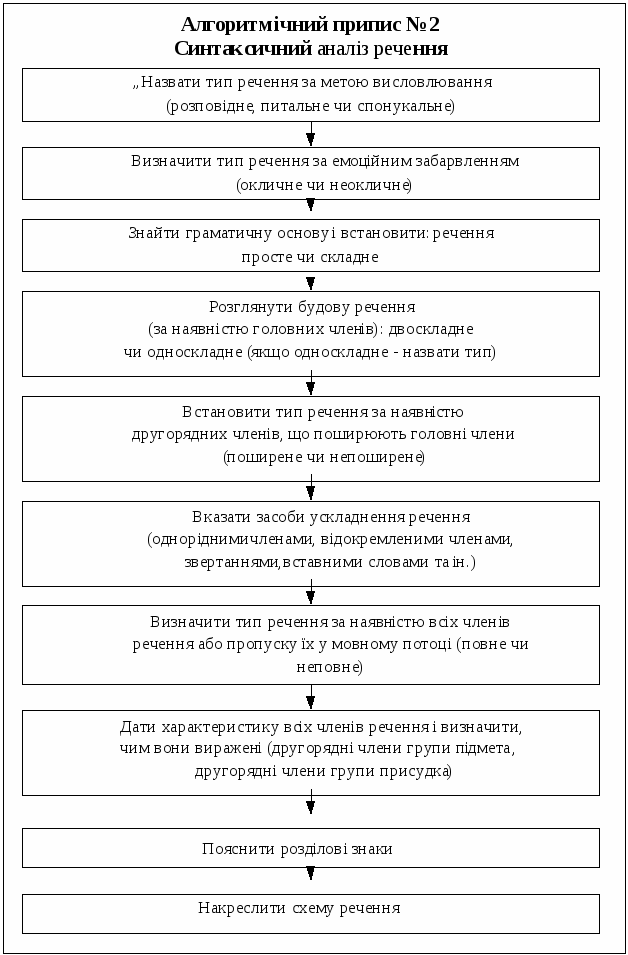 Алгоритмічний припис №2
Синтаксичний аналіз речення
„Назвати тип речення за метою висловлювання
(розповідне, питальне чи спонукальне)
Визначити тип речення за емоційним забарвленням
(окличне чи неокличне)
Знайти граматичну основу і встановити: речення
просте чи складне
Розглянути будову речення
(за наявністю головних членів): двоскладне
чи односкладне (якщо односкладне - назвати тип)
Встановити тип речення за наявністю
другорядних членів, що поширюють головні члени
(поширене чи непоширене)
Вказати засоби ускладнення речення
(одноріднимичленами, відокремленими членами,
звертаннями,вставними словами та ін.)
Визначити тип речення за наявністю всіх членів
речення або пропуску їх у мовному потоці (повне чи
неповне)
Дати характеристику всіх членів речення і визначити,
чим вони виражені (другорядні члени групи підмета,
другорядні члени групи присудка)
Пояснити розділові знаки
Накреслити схему речення